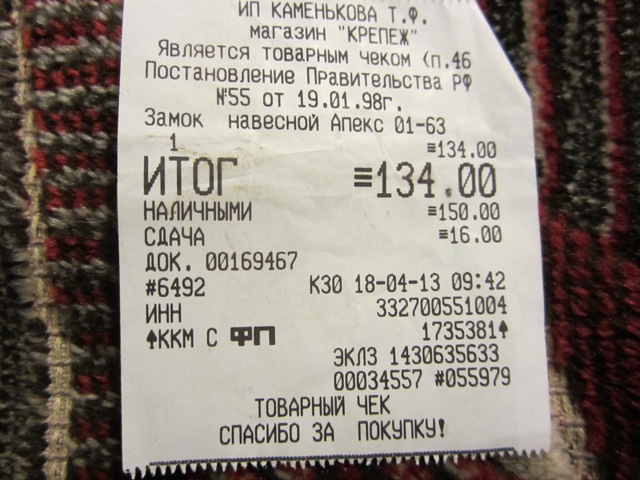 ИП КАМЕНЬКОВА Т.Ф.
магазин "КРЕПЕЖ"
Является товарным чеком (п.46
Постановление Правительства РФ
№55 от 19.01.98г.
Замок навесной Апекс 01-63
1 ≡134.00
ИТОГ ≡134.00
НАЛИЧНЫМИ ≡150.00
СДАЧА ≡16.00
ДОК. 00169467
#6492 К30 18-04-13 09:42
ИНН 332700551004
♠ККМ С ФП 1735381♠
ЭКЛЗ 1430635633
00034557 #055979
ТОВАРНЫЙ ЧЕК
СПАСИБО ЗА ПОКУПКУ!